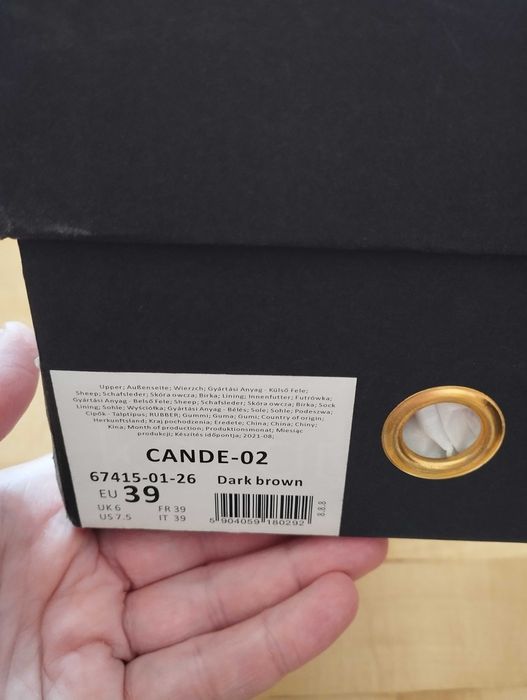 Upper; Außenseite; Wierzch; Gyártási Anyag - Külső Fele;
Sheep; Schafsleder; Skóra owcza; Birka; Lining; Innenfutter; Futrówka;
Gyártási Anyag - Belső Fele; Sheep; Schafsleder; Skóra owcza; Birka; Sock
Lining; Sohle; Wyściółka; Gyártási Anyag - Bélés; Sole; Sohle; Podeszwa;
Cipők - Talptípus; RUBBER; Gummi; Guma; Gumi; Country of origin;
Herkunftsland; Kraj pochodzenia; Eredete; China; China; Chiny;
Kína; Month of production; Produktionsmonat; Miesiąc
produkcji; Készítés időpontja; 2021-08;
CANDE-02
67415-01-26 Dark brown
EU 39
UK 6 FR 39
US 7.5 IT 39
5 904059 180292
8.8.8